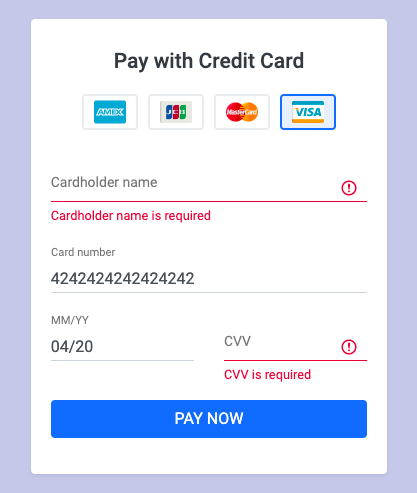 Pay with Credit Card
AMEX JCB MasterCard VISA
Cardholder name
Cardholder name is required
Card number
4242424242424242
MM/YY
04/20
CVV
CVV is required
PAY NOW